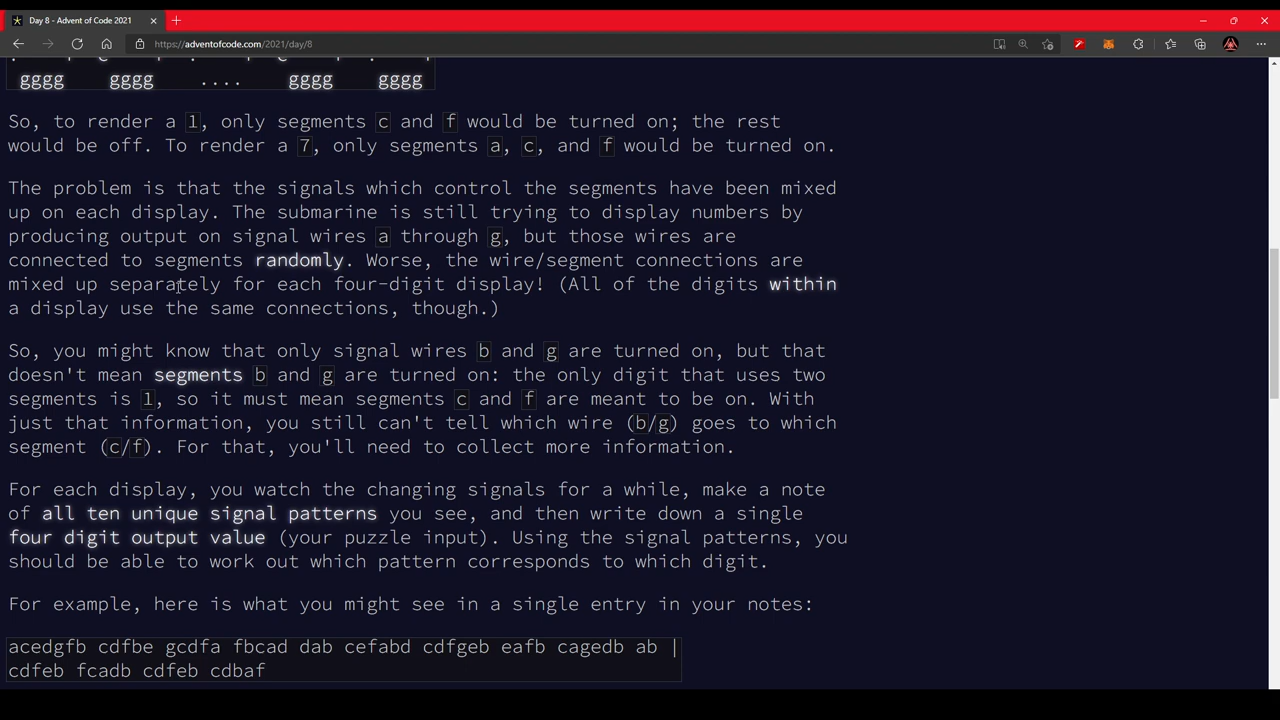 Day 8 - Advent of Code 2021
https://adventofcode.com/2021/day/8
gggg gggg .... gggg gggg
So, to render a 1, only segments c and f would be turned on; the rest
would be off. To render a 7, only segments a, c, and f would be turned on.
The problem is that the signals which control the segments have been mixed
up on each display. The submarine is still trying to display numbers by
producing output on signal wires a through g, but those wires are
connected to segments randomly. Worse, the wire/segment connections are
mixed up separately for each four-digit display! (All of the digits within
a display use the same connections, though.)
So, you might know that only signal wires b and g are turned on, but that
doesn't mean segments b and g are turned on: the only digit that uses two
segments is 1, so it must mean segments c and f are meant to be on. With
just that information, you still can't tell which wire (b/g) goes to which
segment (c/f). For that, you'll need to collect more information.
For each display, you watch the changing signals for a while, make a note
of all ten unique signal patterns you see, and then write down a single
four digit output value (your puzzle input). Using the signal patterns, you
should be able to work out which pattern corresponds to which digit.
For example, here is what you might see in a single entry in your notes:
acedgfb cdfbe gcdfa fbcad dab cefabd cdfgeb eafb cagedb ab |
cdfeb fcadb cdfeb cdbaf